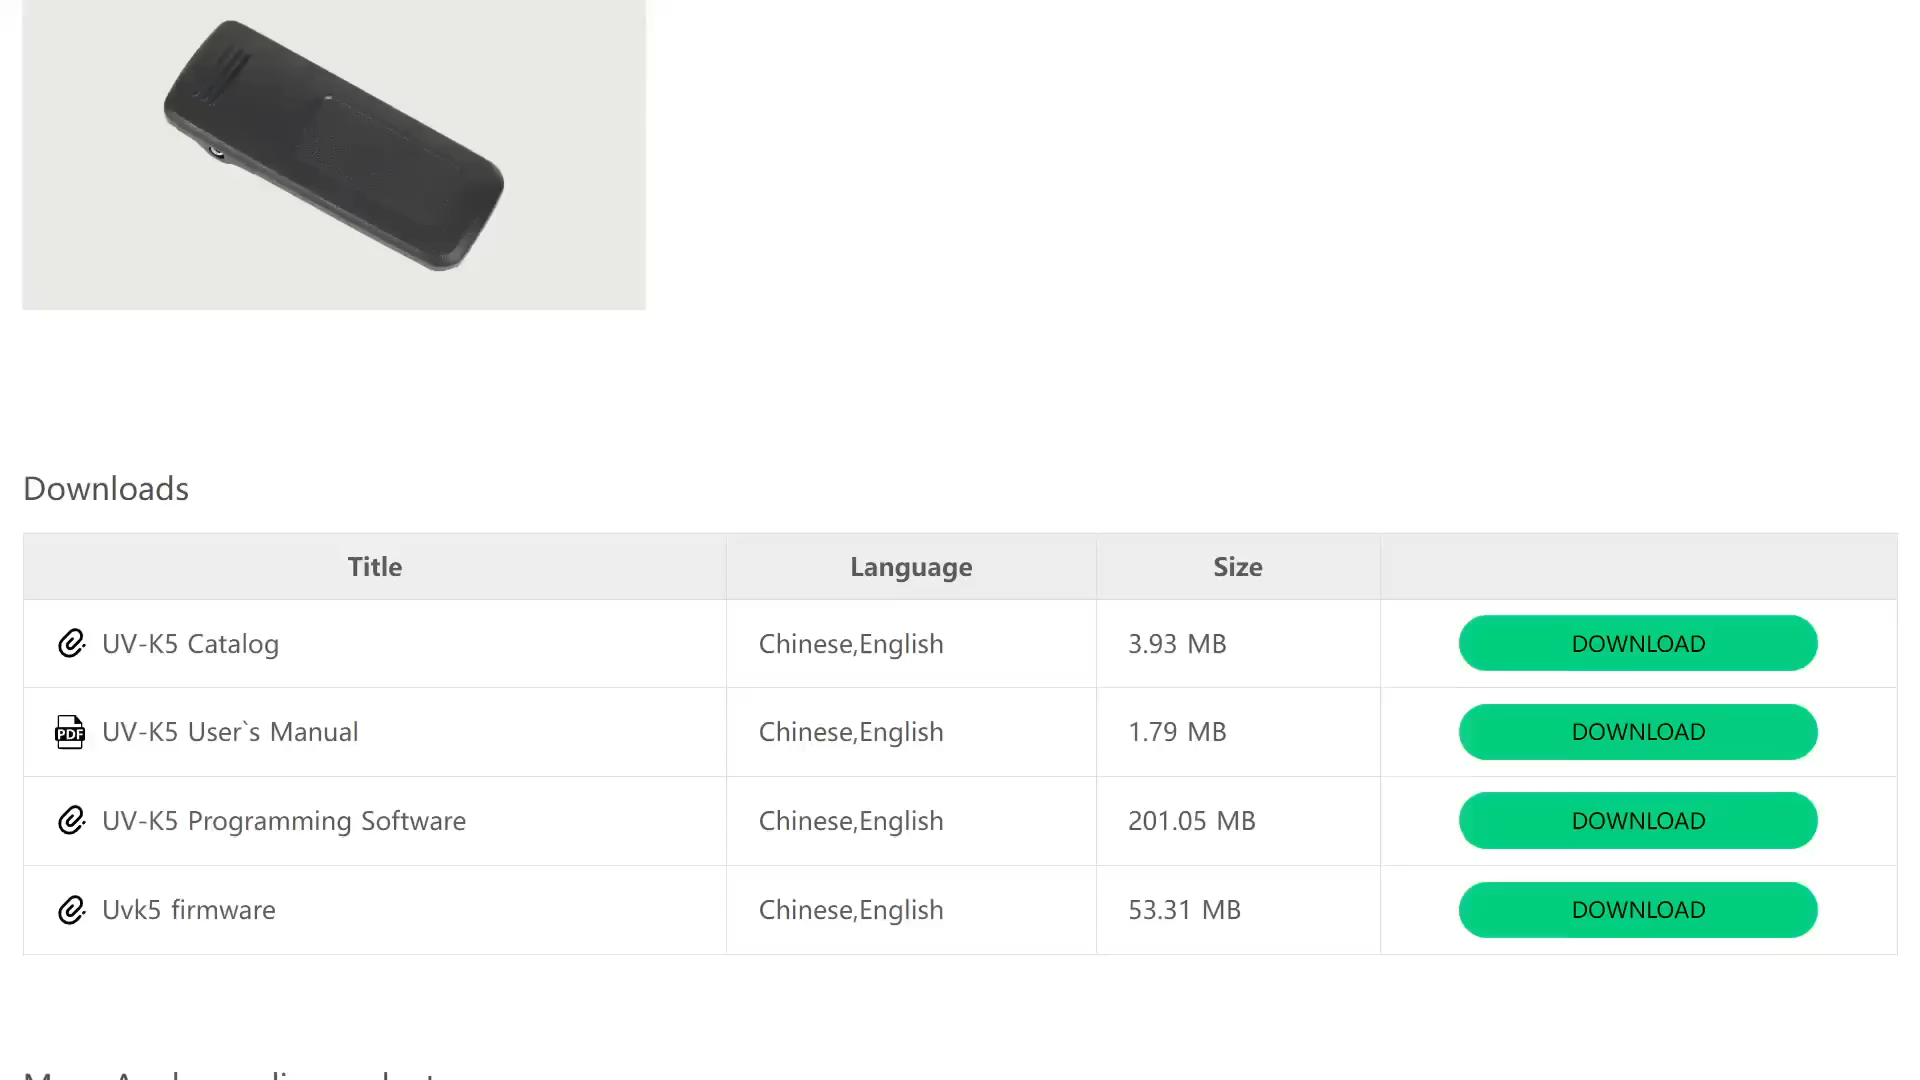 Downloads
Title Language Size
UV-K5 Catalog Chinese,English 3.93 MB DOWNLOAD
UV-K5 User`s Manual Chinese,English 1.79 MB DOWNLOAD
UV-K5 Programming Software Chinese,English 201.05 MB DOWNLOAD
Uvk5 firmware Chinese,English 53.31 MB DOWNLOAD